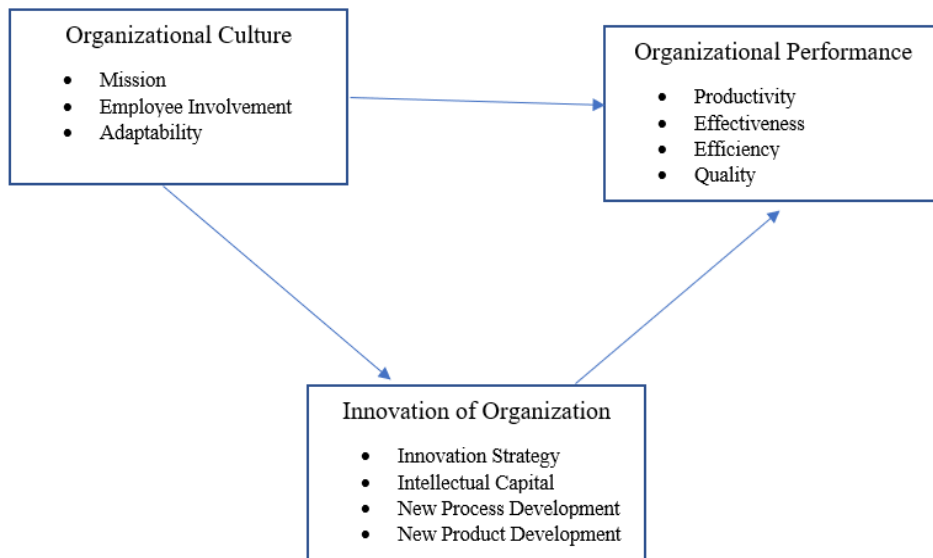 Organizational Culture
• Mission
• Employee Involvement
• Adaptability
Organizational Performance
• Productivity
• Effectiveness
• Efficiency
• Quality
Innovation of Organization
• Innovation Strategy
• Intellectual Capital
• New Process Development
• New Product Development